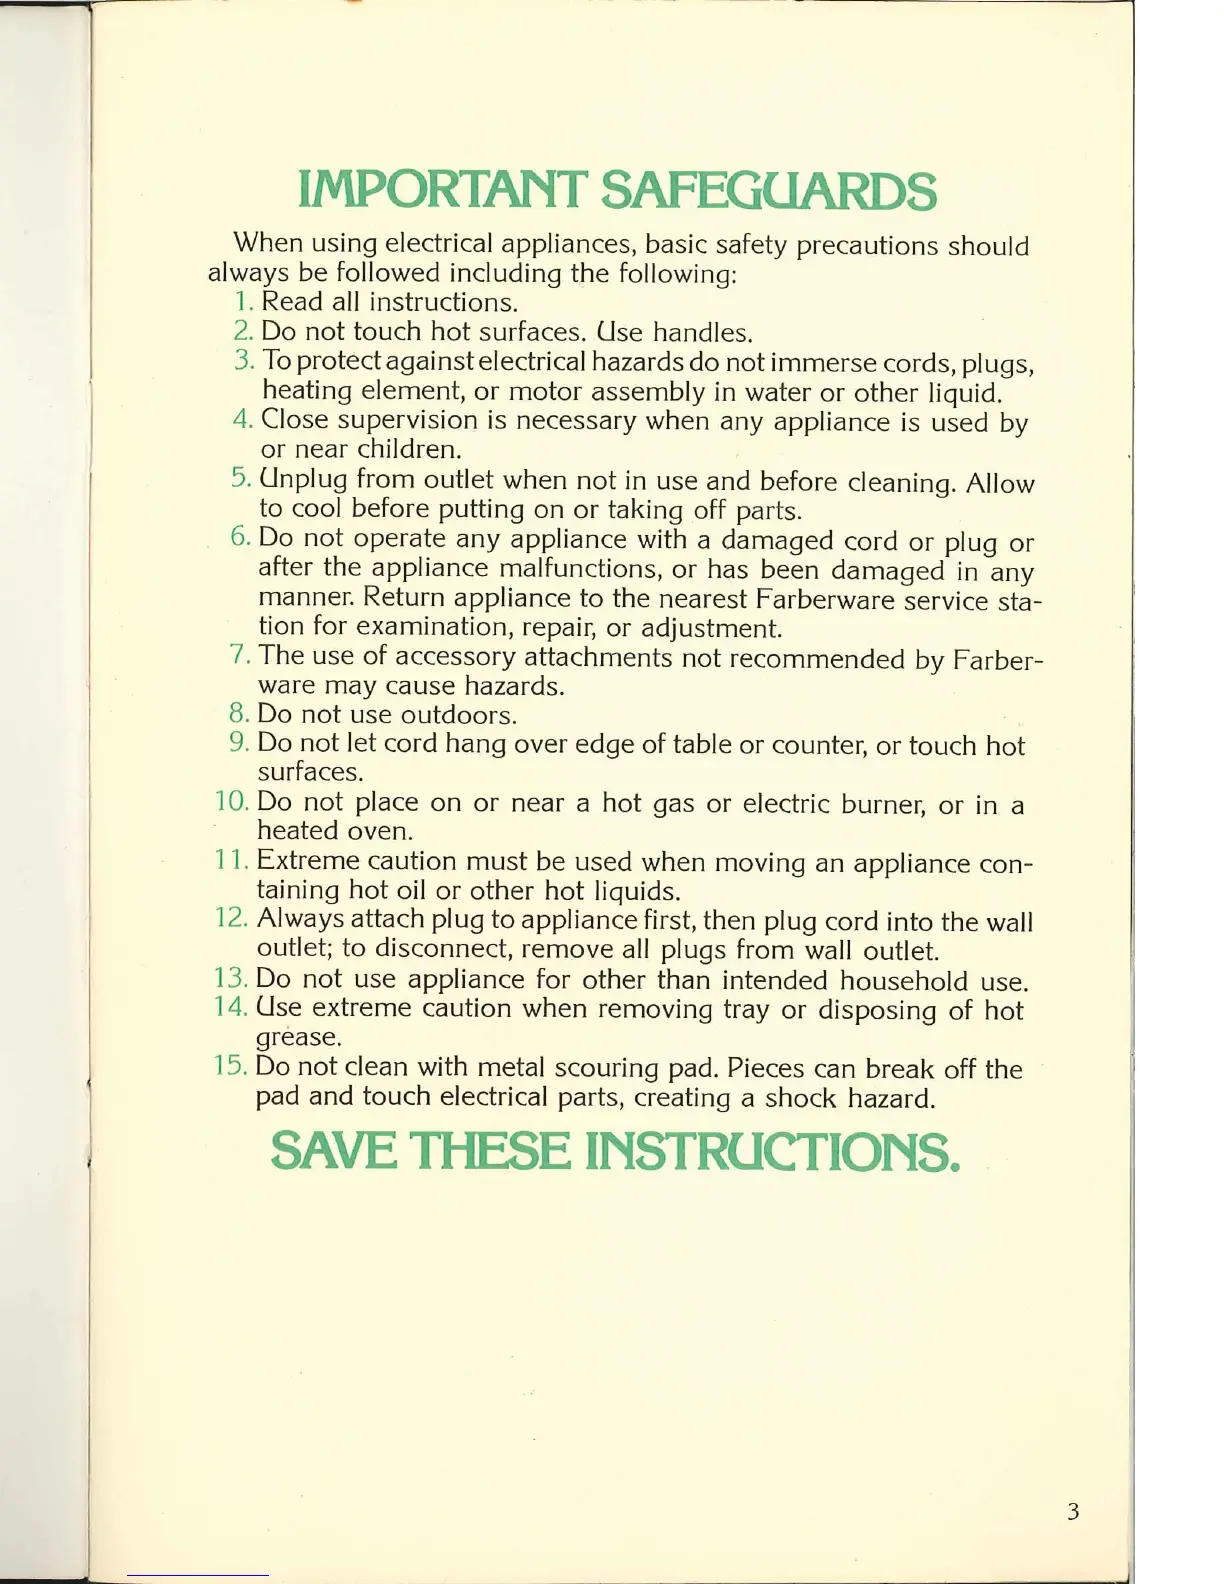 IMPORTANT SAFEGUARDS
When using electrical appliances, basic safety precautions should
always be followed including the following:
1. Read all instructions.
2. Do not touch hot surfaces. Use handles.
3. To protect against electrical hazards do not immerse cords, plugs,
heating element, or motor assembly in water or other liquid.
4. Close supervision is necessary when any appliance is used by
or near children.
5. Unplug from outlet when not in use and before cleaning. Allow
to cool before putting on or taking off parts.
6. Do not operate any appliance with a damaged cord or plug or
after the appliance malfunctions, or has been damaged in any
manner. Return appliance to the nearest Farberware service sta-
tion for examination, repair, or adjustment.
7. The use of accessory attachments not recommended by Farber-
ware may cause hazards.
8. Do not use outdoors.
9. Do not let cord hang over edge of table or counter, or touch hot
surfaces.
10. Do not place on or near a hot gas or electric burner, or in a
heated oven.
11. Extreme caution must be used when moving an appliance con-
taining hot oil or other hot liquids.
12. Always attach plug to appliance first, then plug cord into the wall
outlet; to disconnect, remove all plugs from wall outlet.
13. Do not use appliance for other than intended household use.
14. Use extreme caution when removing tray or disposing of hot
grease.
15. Do not clean with metal scouring pad. Pieces can break off the
pad and touch electrical parts, creating a shock hazard.
SAVE THESE INSTRUCTIONS.
3